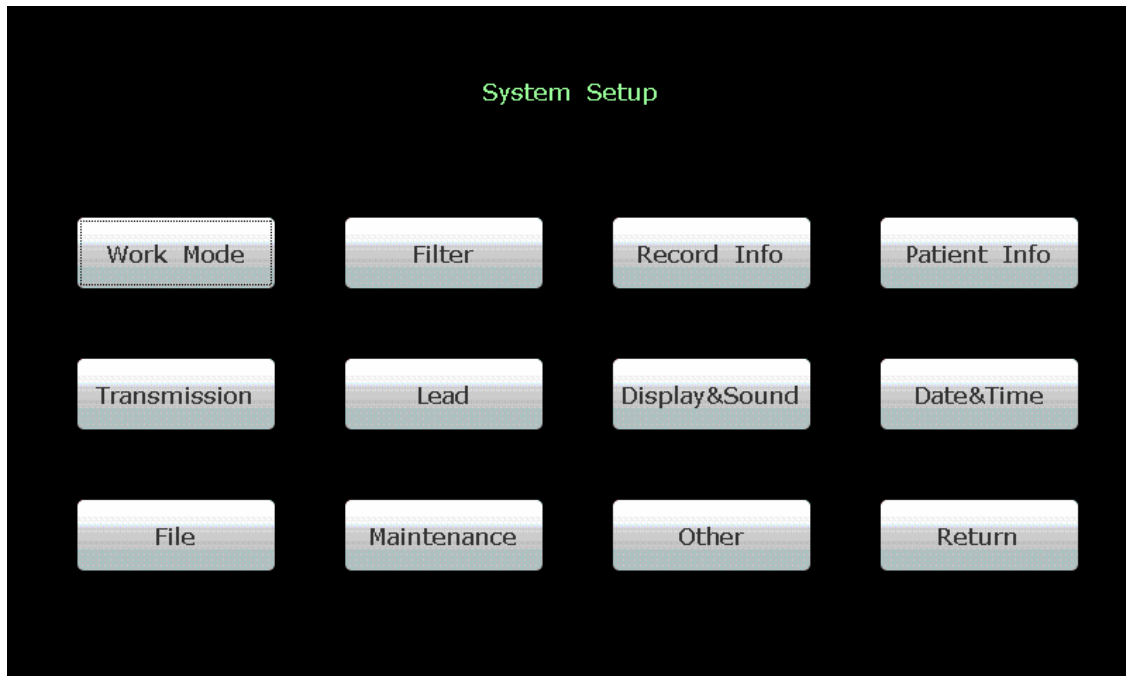 System Setup
Work Mode
Filter
Record Info
Patient Info
Transmission
Lead
Display&Sound
Date&Time
File
Maintenance
Other
Return